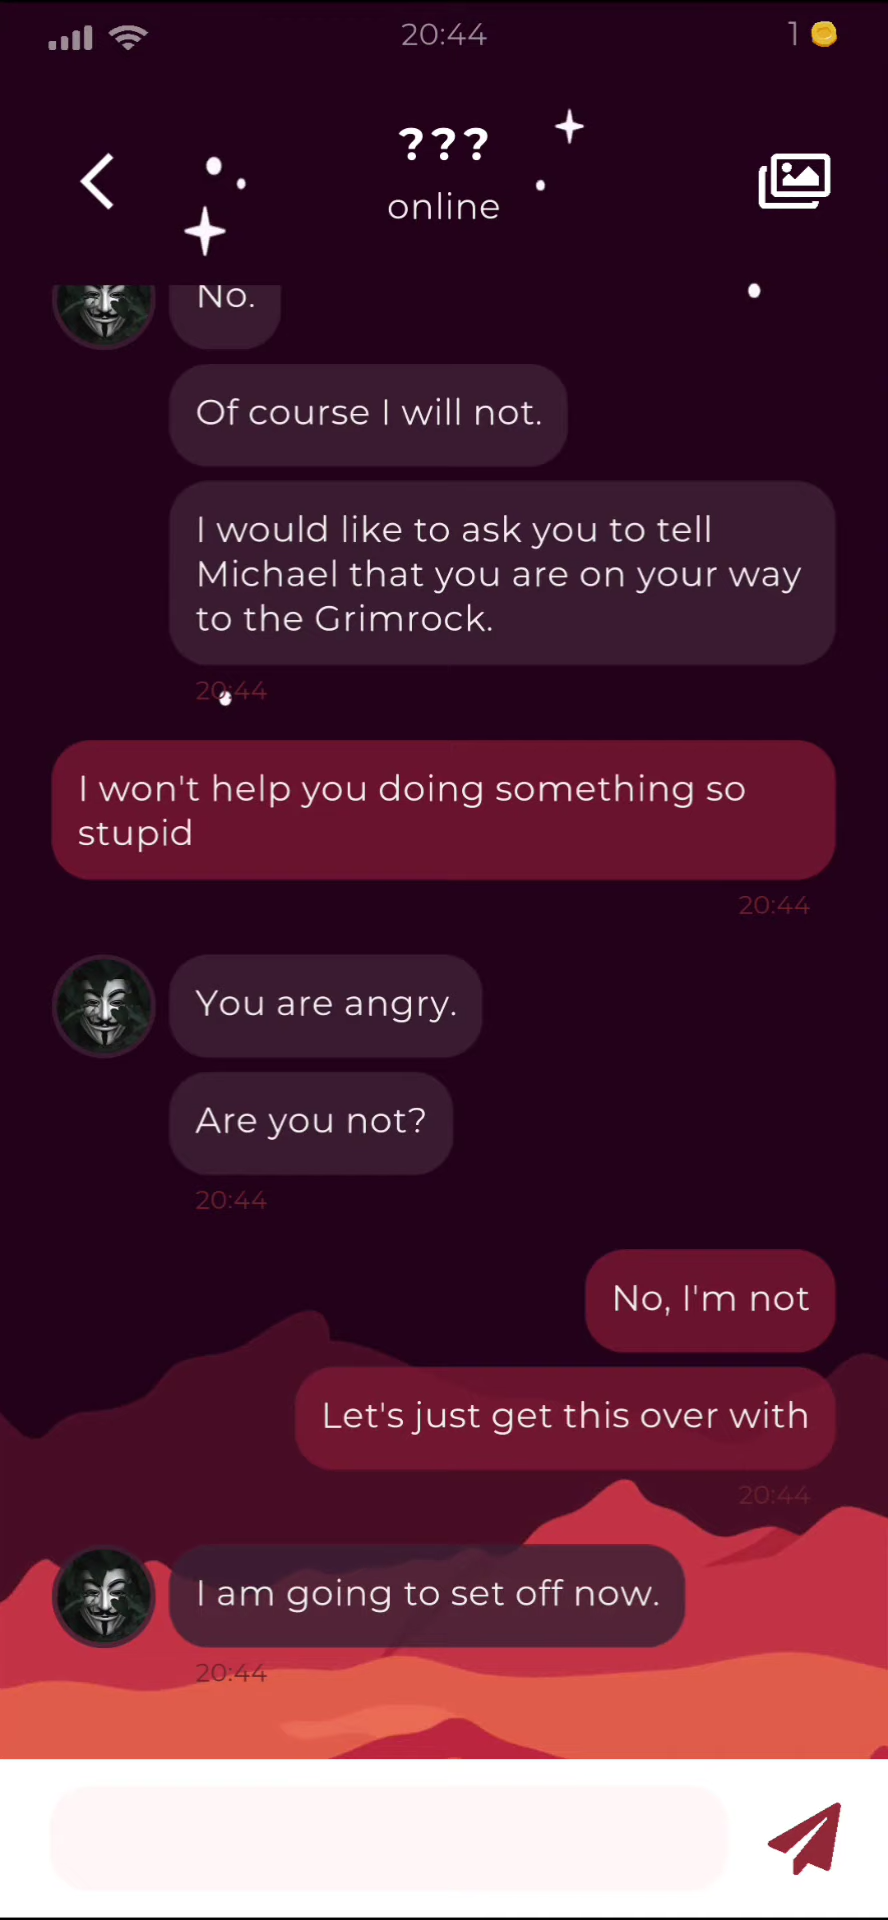 20:44
1
???
online
No.
Of course I will not.
I would like to ask you to tell
Michael that you are on your way
to the Grimrock.
20:44
I won't help you doing something so
stupid
20:44
You are angry.
Are you not?
20:44
No, I'm not
Let's just get this over with
20:44
I am going to set off now.
20:44